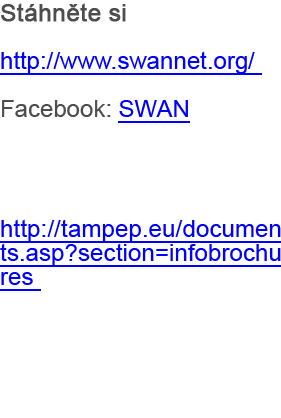 Stáhněte si
http://www.swannet.org/
Facebook: SWAN
http://tampep.eu/documen
ts.asp?section=infobrochu
res